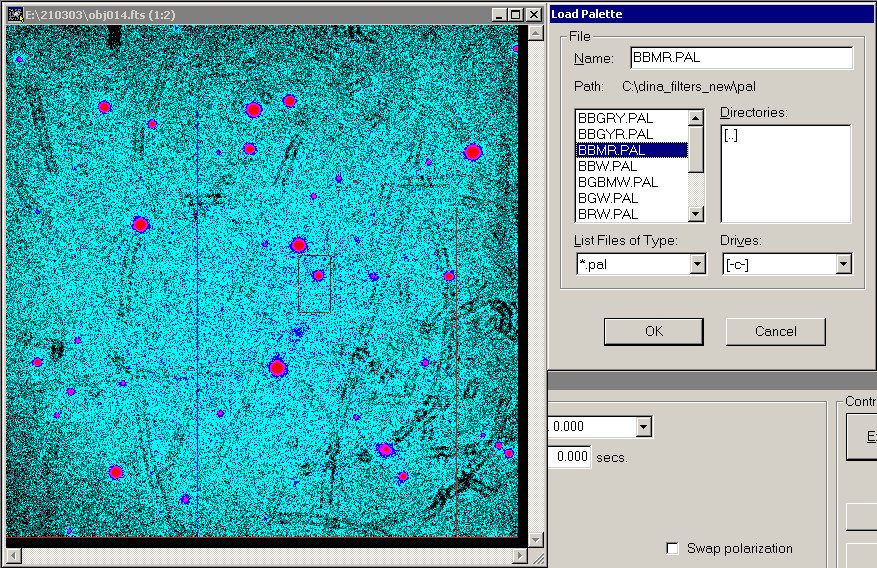 E:\210303\obj014.fts (1:2)
Load Palette
File
Name: BBMR.PAL
Path: C:\dina_filters_new\pal
Directories:
BBGRY.PAL
BBGYR.PAL
BBMR.PAL
BBW.PAL
BGBMW.PAL
BGW.PAL
BRW.PAL
[..]
List Files of Type: Drives:
*.pal [-c-]
OK Cancel
Contr
0.000
0.000 secs.
Swap polarization